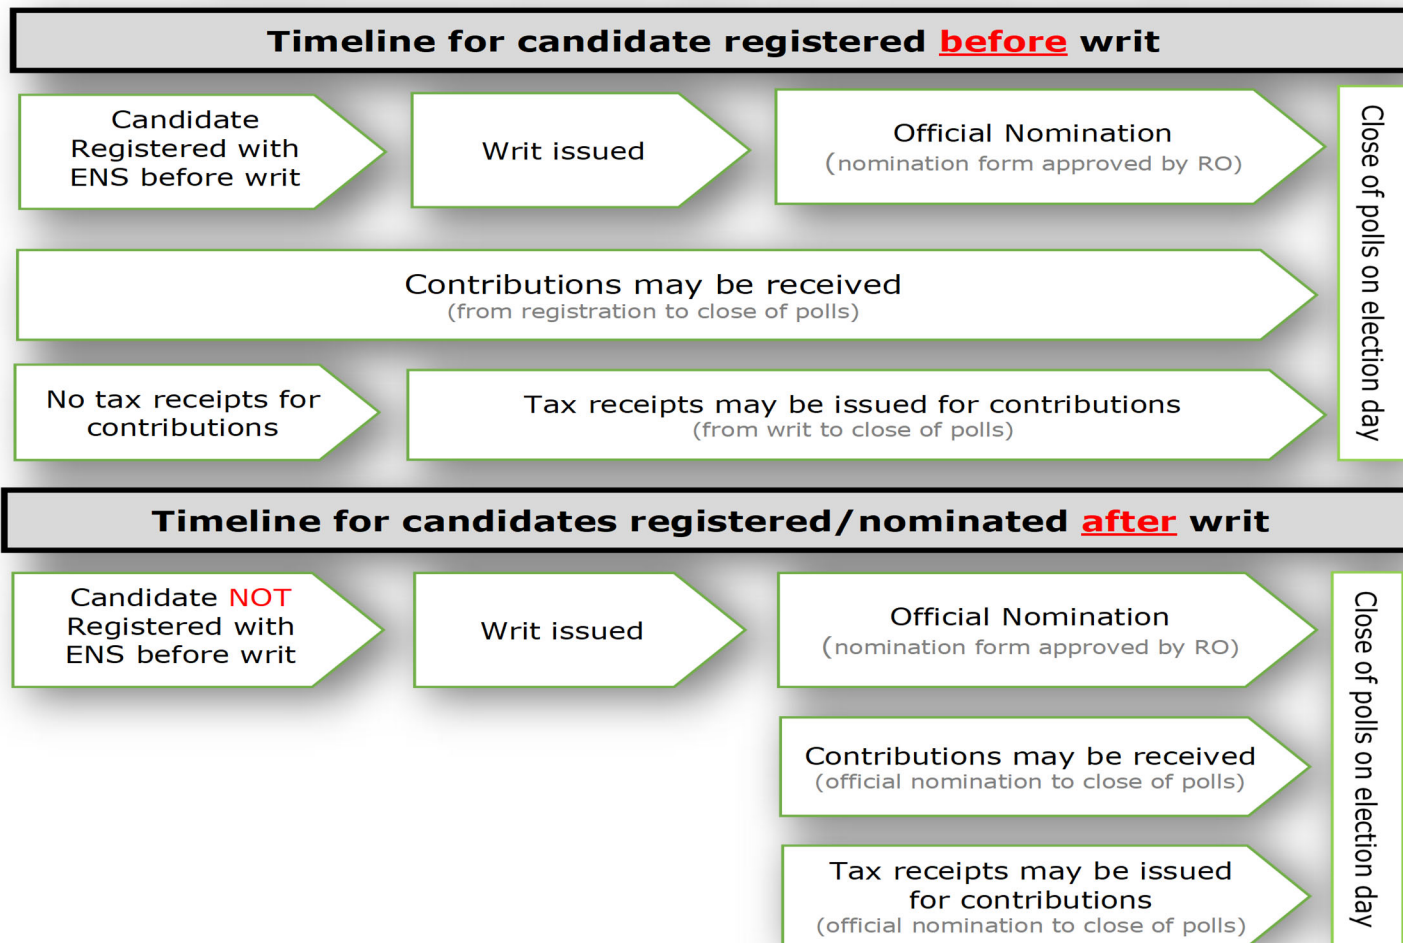 Timeline for candidate registered before writ
Candidate
Registered with
ENS before writ
Writ issued
Official Nomination
(nomination form approved by RO)
Close of polls on election day
Contributions may be received
(from registration to close of polls)
No tax receipts for
contributions
Tax receipts may be issued for contributions
(from writ to close of polls)
Timeline for candidates registered/nominated after writ
Candidate NOT
Registered with
ENS before writ
Writ issued
Official Nomination
(nomination form approved by RO)
Close of polls on election day
Contributions may be received
(official nomination to close of polls)
Tax receipts may be issued
for contributions
(official nomination to close of polls)